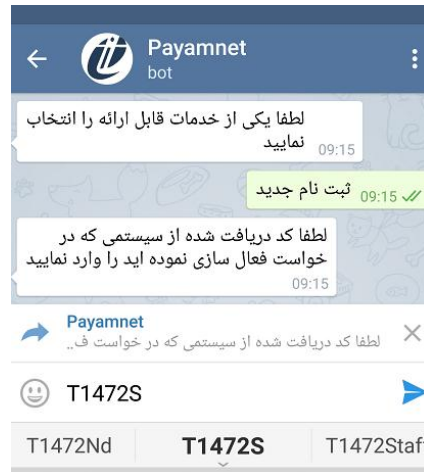 Payamnet
bot
لطفا یکی از خدمات قابل ارائه را انتخاب
نمایید
09:15
ثبت نام جدید 09:15
لطفا کد دریافت شده از سیستمی که در
خواست فعال سازی نموده اید را وارد نمایید
09:15
Payamnet
لطفا کد دریافت شده از سیستمی که در خواست ف..
T1472S
T1472Nd T1472S T1472Staf